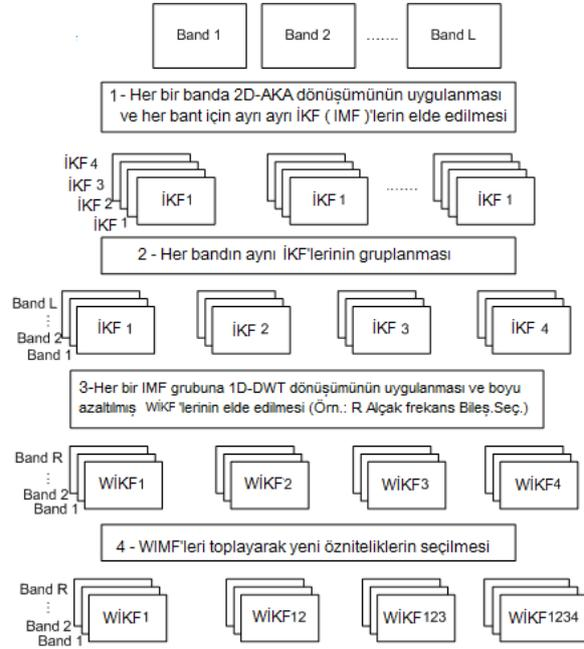 Band 1 Band 2 ....... Band L
1 - Her bir banda 2D-AKA dönüşümünün uygulanması
ve her bant için ayrı ayrı İKF ( IMF )'lerin elde edilmesi
İKF 4
İKF 3
İKF 2
İKF 1
İKF1 İKF 1 ....... İKF 1
2 - Her bandın aynı İKF'lerinin gruplanması
Band L
⋮
Band 2
Band 1
İKF 1 İKF 2 İKF 3 İKF 4
3-Her bir IMF grubuna 1D-DWT dönüşümünün uygulanması ve boyu
azaltılmış WİKF 'lerinin elde edilmesi (Örn.: R Alçak frekans Bileş.Seç.)
Band R
⋮
Band 2
Band 1
WİKF1 WİKF2 WİKF3 WİKF4
4 - WIMF'leri toplayarak yeni özniteliklerin seçilmesi
Band R
⋮
Band 2
Band 1
WİKF1 WİKF12 WİKF123 WİKF1234